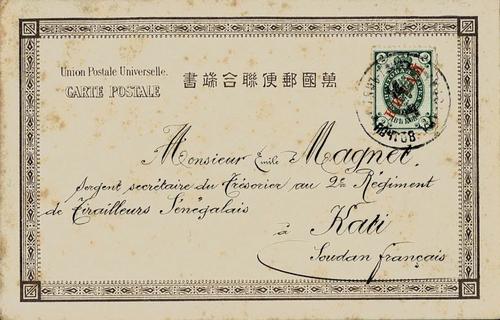 Union Postale Universelle.
CARTE POSTALE
書端合聯便郵國萬
КИТАЙ
Monsieur Emile Magnet.
Sergent secrétaire du Trésorier au 2e Régiment
de Tirailleurs Sénégalais
à Kati
Soudan français